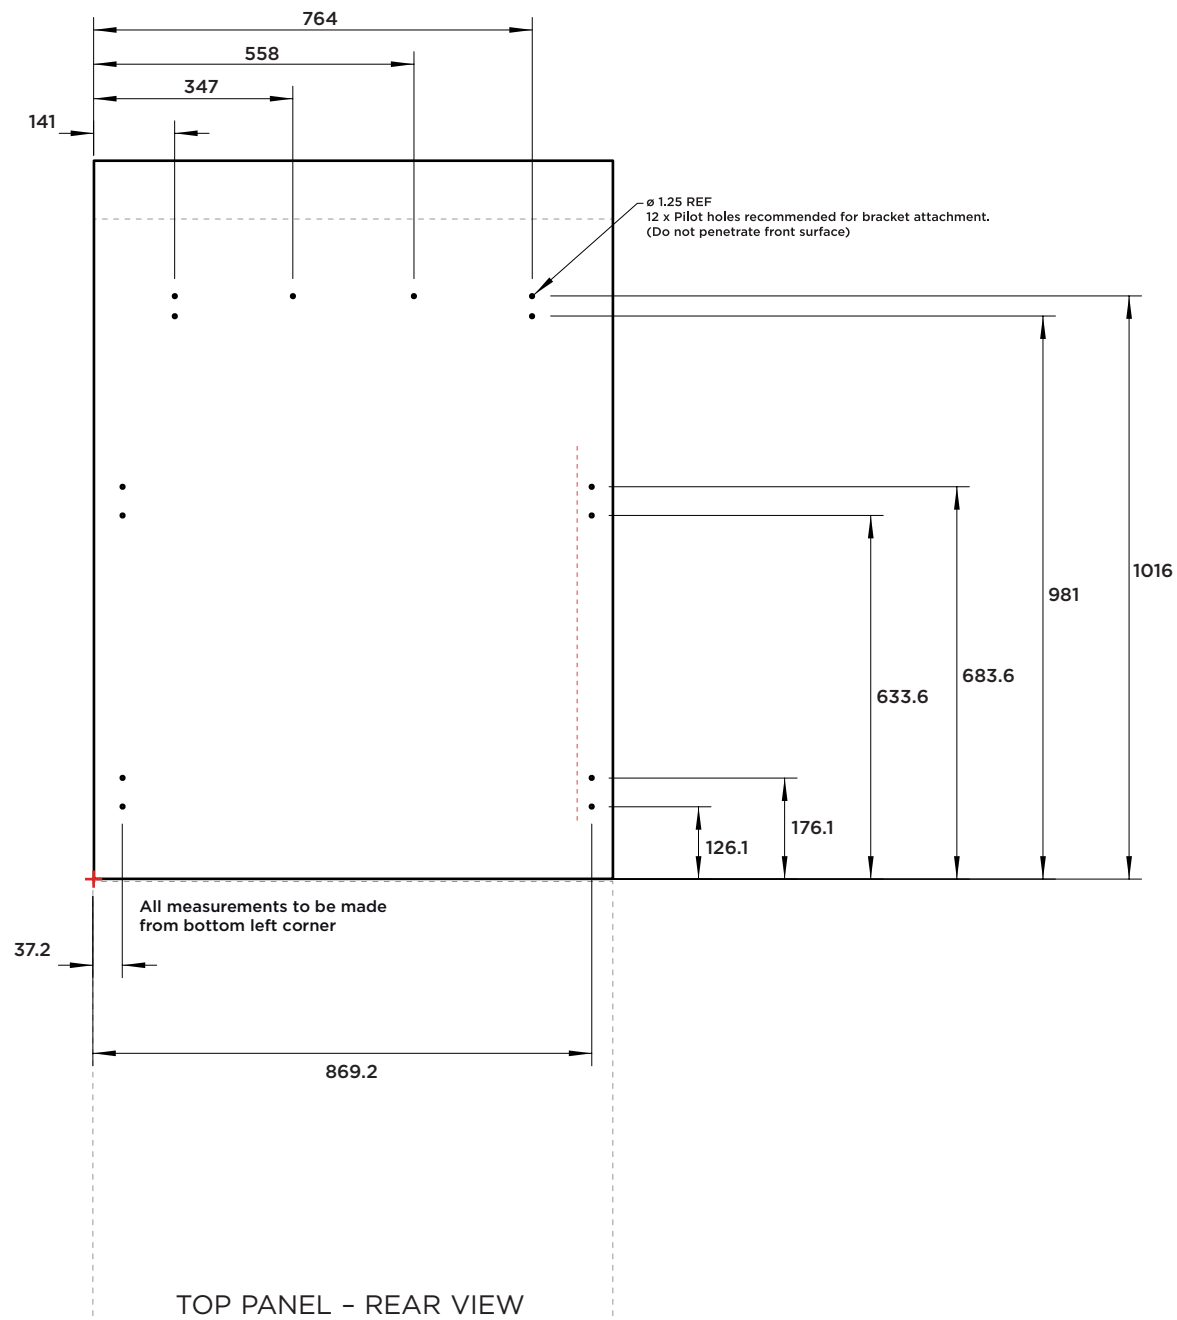 764
558
347
141
ø 1.25 REF
12 x Pilot holes recommended for bracket attachment.
(Do not penetrate front surface)
1016
981
683.6
633.6
176.1
126.1
All measurements to be made
from bottom left corner
37.2
869.2
TOP PANEL – REAR VIEW